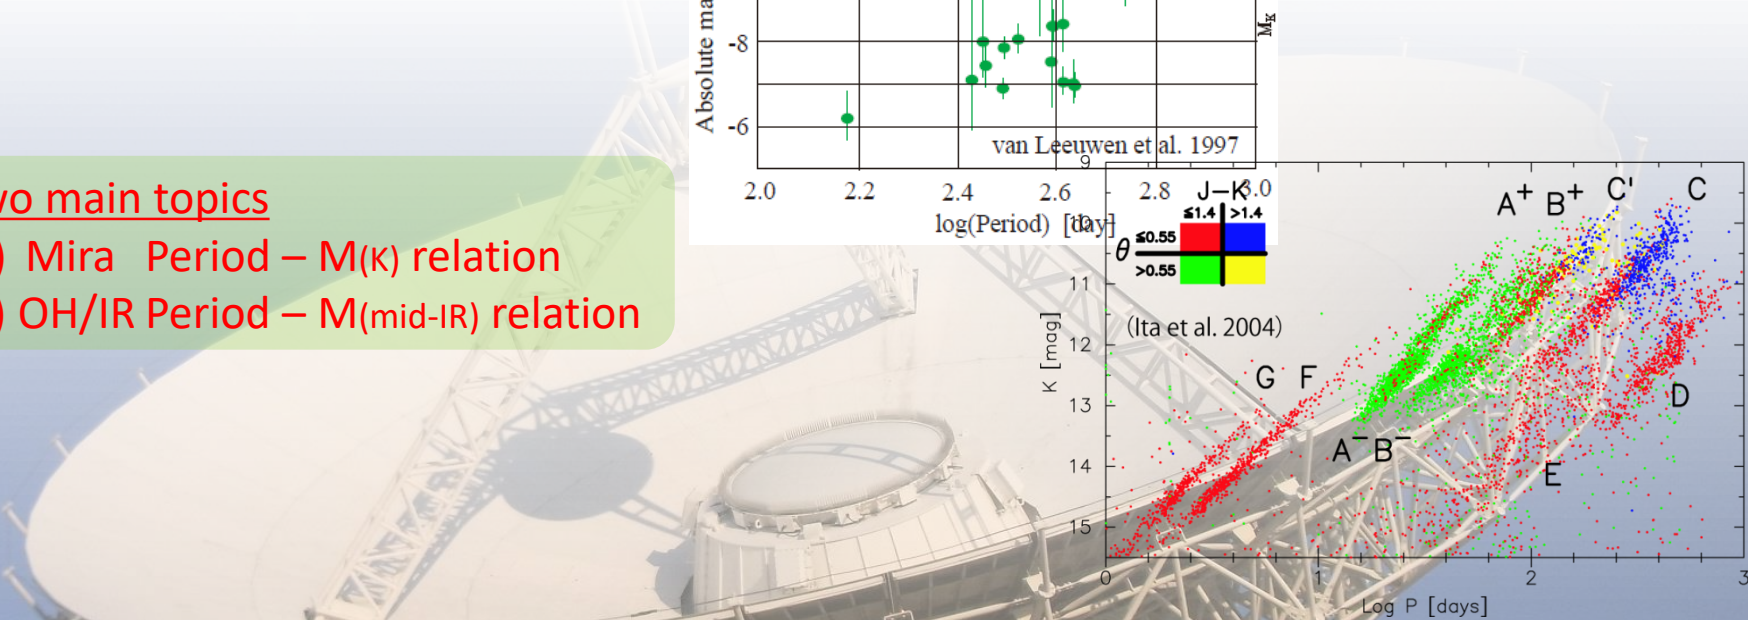 wo main topics
) Mira Period – M(K) relation
) OH/IR Period – M(mid-IR) relation
Absolute ma
-8
-6
M_K
van Leeuwen et al. 1997
2.0 2.2 2.4 2.6 2.8 3.0
log(Period) [day]
9
10
11
12
13
14
15
K [mag]
J–K
≤1.4 >1.4
θ ≤0.55
>0.55
(Ita et al. 2004)
A+ B+ C' C
G F
D
A- B-
E
0 1 2 3
Log P [days]